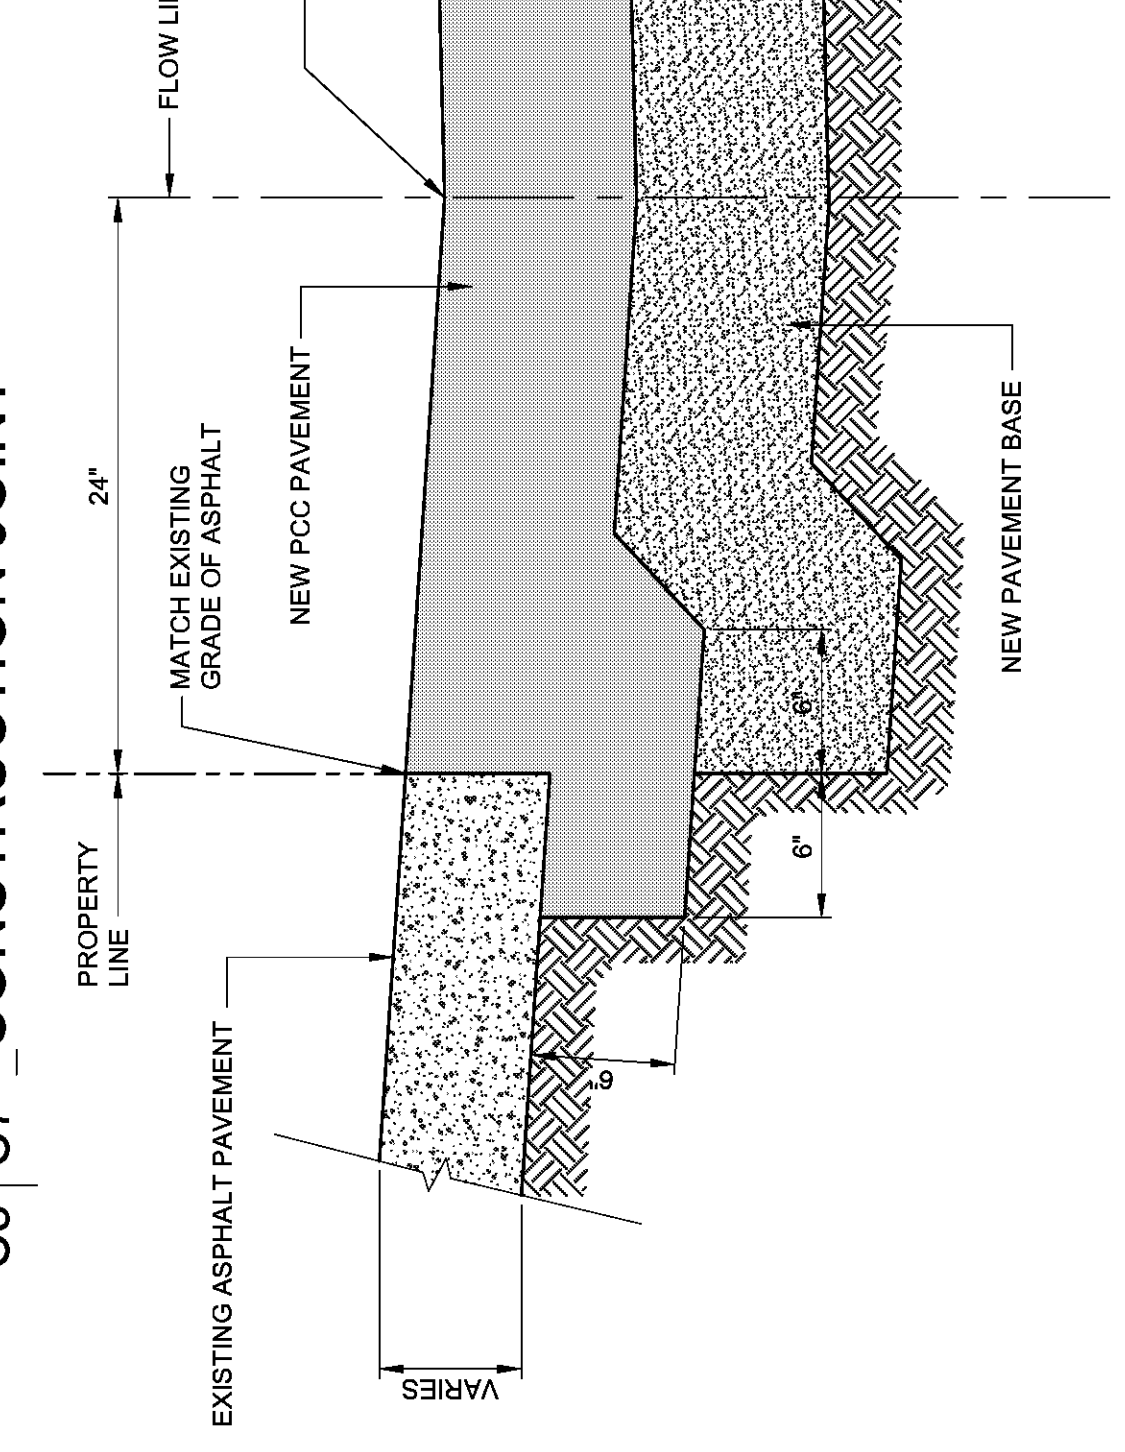 24"
PROPERTY
LINE
MATCH EXISTING
GRADE OF ASPHALT
FLOW
EXISTING ASPHALT PAVEMENT
NEW PCC PAVEMENT
VARIES
6"
6"
6"
NEW PAVEMENT BASE